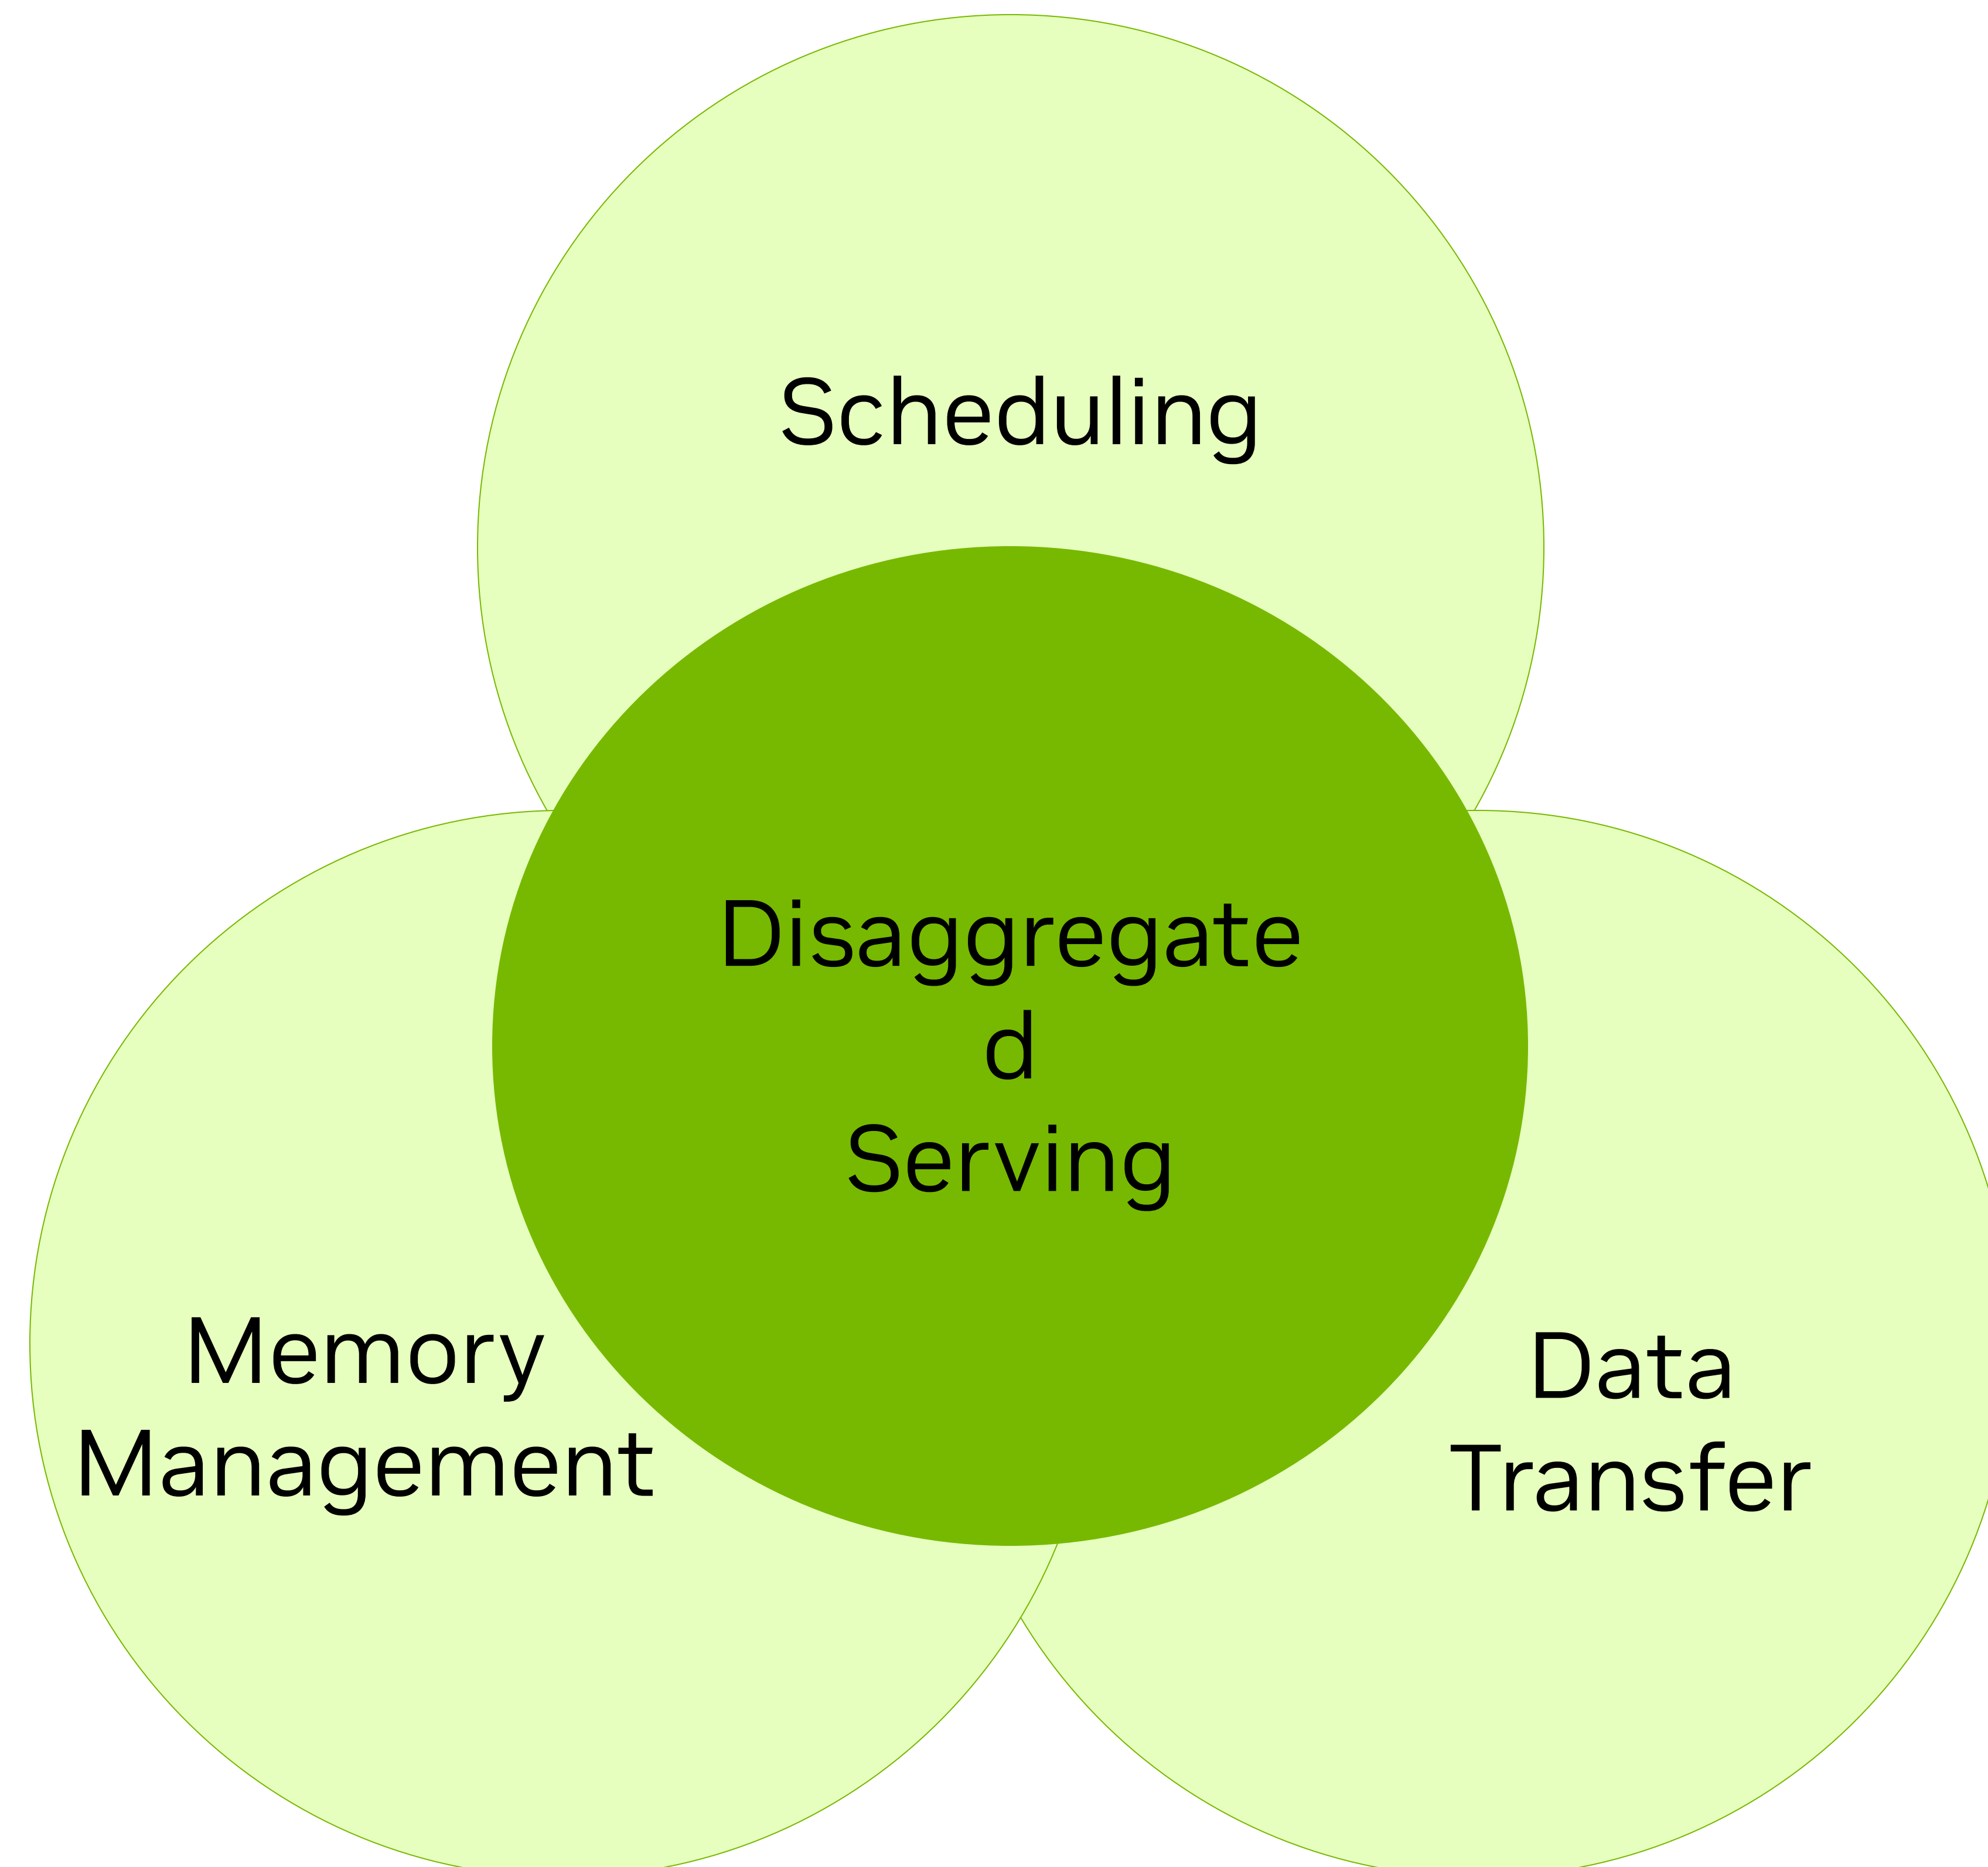 Scheduling
Disaggregate
d
Serving
Memory
Management
Data
Transfer